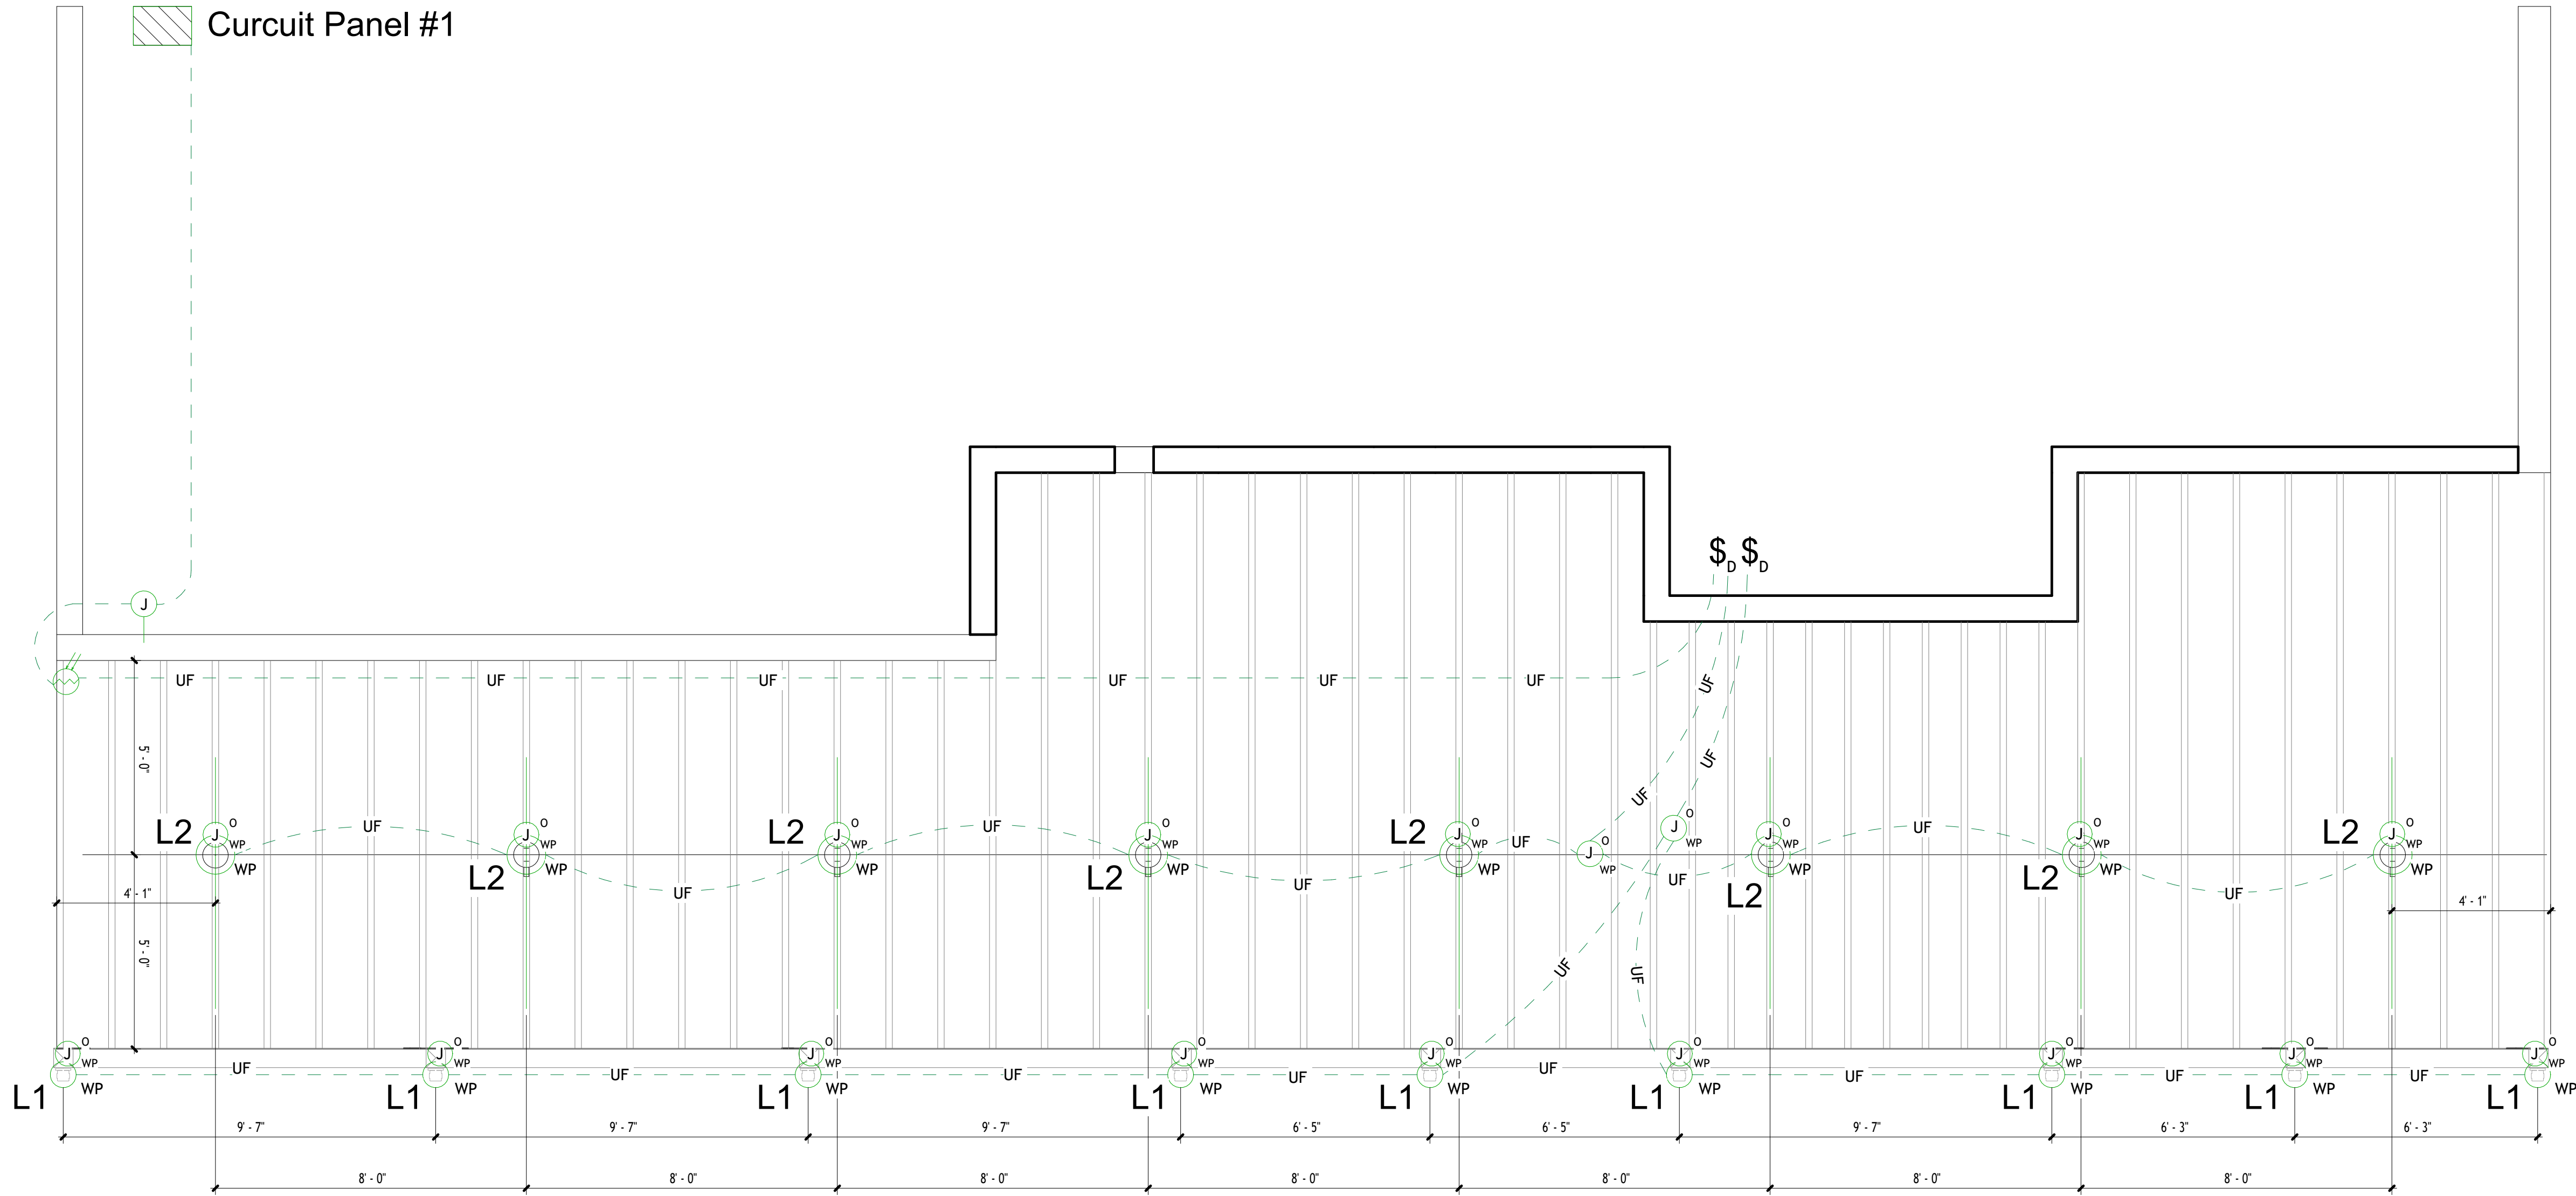 Curcuit Panel #1
$D $D
J
UF UF UF UF UF UF
UF
UF
5' - 0"
UF
L2 J O WP WP
L2 J O WP WP
L2 J O WP WP
L2 J O WP WP
L2 J O WP WP
J O WP
J O WP
L2 J O WP WP
L2 J O WP WP
L2 J O WP WP
UF UF UF UF UF UF UF UF
4' - 1"
4' - 1"
5' - 0"
UF
UF
L1 J O WP WP
L1 J O WP WP
L1 J O WP WP
L1 J O WP WP
L1 J O WP WP
L1 J O WP WP
L1 J O WP WP
L1 J O WP WP
L1 J O WP WP
UF UF UF UF UF UF UF UF
9' - 7" 9' - 7" 9' - 7" 6' - 5" 6' - 5" 9' - 7" 6' - 3" 6' - 3"
8' - 0" 8' - 0" 8' - 0" 8' - 0" 8' - 0" 8' - 0" 8' - 0"